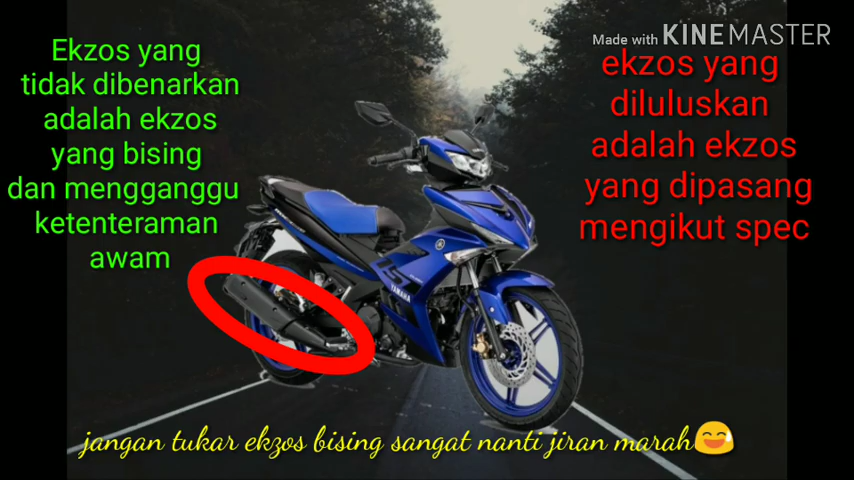 Made with KINEMASTER
Ekzos yang
tidak dibenarkan
adalah ekzos
yang bising
dan mengganggu
ketenteraman
awam
ekzos yang
diluluskan
adalah ekzos
yang dipasang
mengikut spec
YAMAHA
jangan tukar ekzos bising sangat nanti jiran marah😅